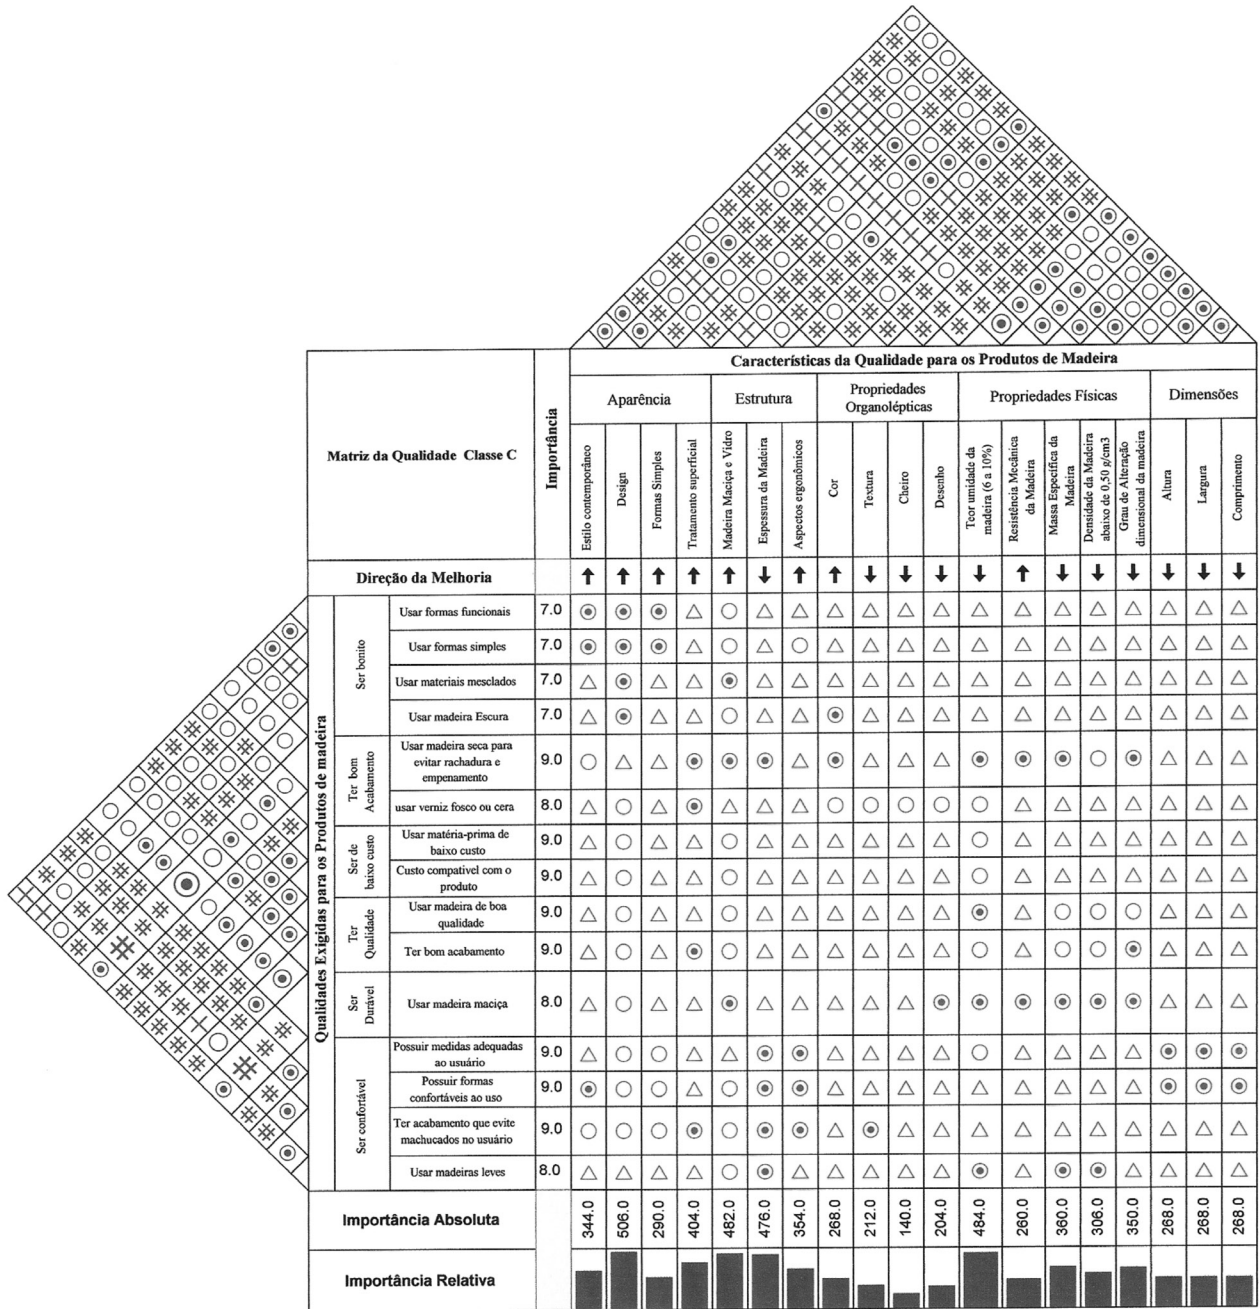 Características da Qualidade para os Produtos de Madeira
Matriz da Qualidade Classe C
Importância
Aparência
Estrutura
Propriedades
Organolépticas
Propriedades Físicas
Dimensões
Estilo contemporâneo
Design
Formas Simples
Tratamento superficial
Madeira Maciça e Vidro
Espessura da Madeira
Aspectos ergonômicos
Cor
Textura
Cheiro
Desenho
Teor umidade da
madeira (6 a 10%)
Resistência Mecânica
da Madeira
Massa Específica da
Madeira
Densidade da Madeira
abaixo de 0,50 g/cm3
Grau de Alteração
dimensional da madeira
Altura
Largura
Comprimento
Direção da Melhoria
Qualidades Exigidas para os Produtos de madeira
Ser bonito
Usar formas funcionais 7.0
Usar formas simples 7.0
Usar materiais mesclados 7.0
Usar madeira Escura 7.0
Ter bom
Acabamento
Usar madeira seca para
evitar rachadura e
empenamento
9.0
usar verniz fosco ou cera 8.0
Ser de
baixo custo
Usar matéria-prima de
baixo custo
9.0
Custo compativel com o
produto
9.0
Ter
Qualidade
Usar madeira de boa
qualidade
9.0
Ter bom acabamento 9.0
Ser
Durável
Usar madeira maciça 8.0
Ser confortável
Possuir medidas adequadas
ao usuário
9.0
Possuir formas
confortáveis ao uso
9.0
Ter acabamento que evite
machucados no usuário
9.0
Usar madeiras leves 8.0
Importância Absoluta 344.0 506.0 290.0 404.0 482.0 476.0 354.0 268.0 212.0 140.0 204.0 484.0 260.0 360.0 306.0 350.0 268.0 268.0 268.0
Importância Relativa